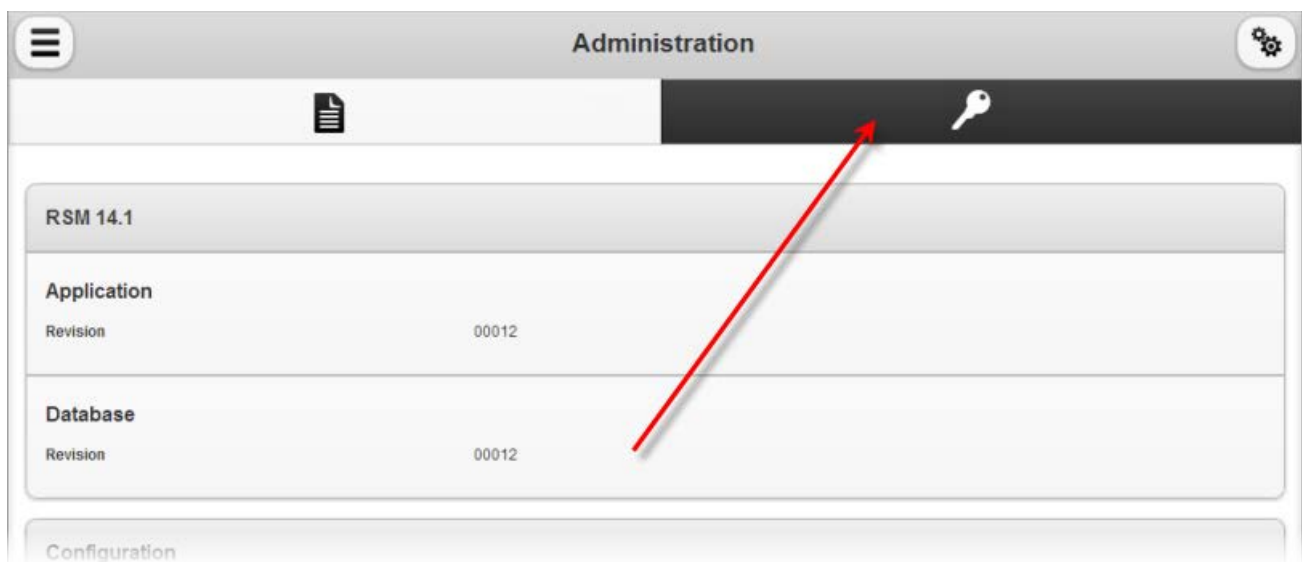 Administration
RSM 14.1
Application
Revision 00012
Database
Revision 00012
Configuration